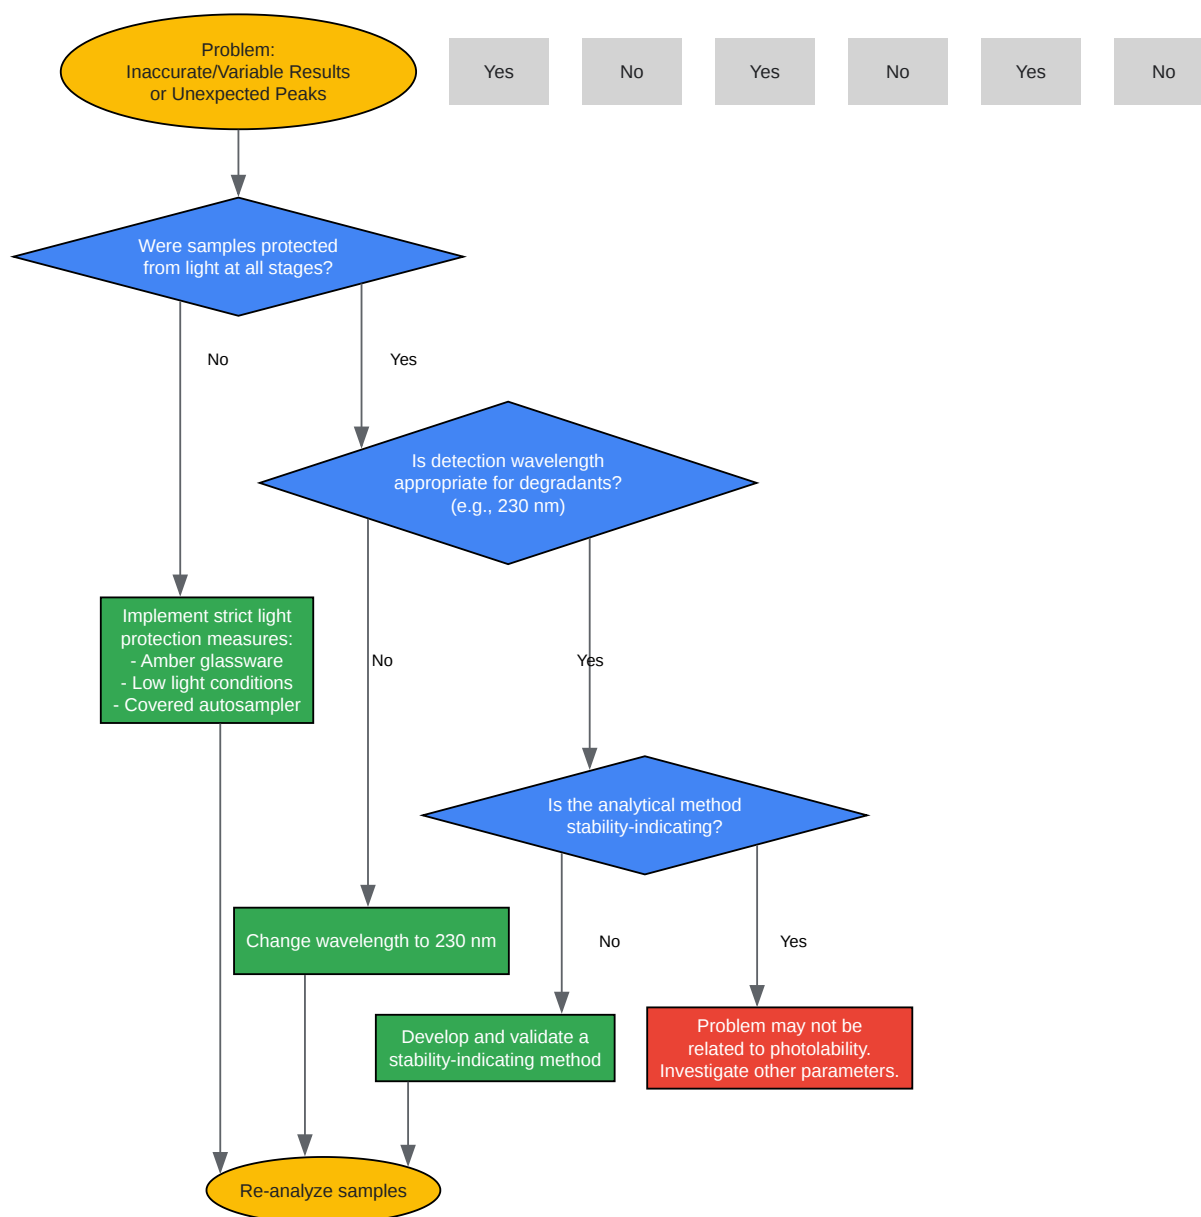 Problem:
Inaccurate/Variable Results
or Unexpected Peaks
Yes
No
Yes
No
Yes
No
Were samples protected
from light at all stages?
No
Yes
Is detection wavelength
appropriate for degradants?
(e.g., 230 nm)
Implement strict light
protection measures:
- Amber glassware
- Low light conditions
- Covered autosampler
No
Yes
Is the analytical method
stability-indicating?
Change wavelength to 230 nm
No
Yes
Develop and validate a
stability-indicating method
Problem may not be
related to photolability.
Investigate other parameters.
Re-analyze samples